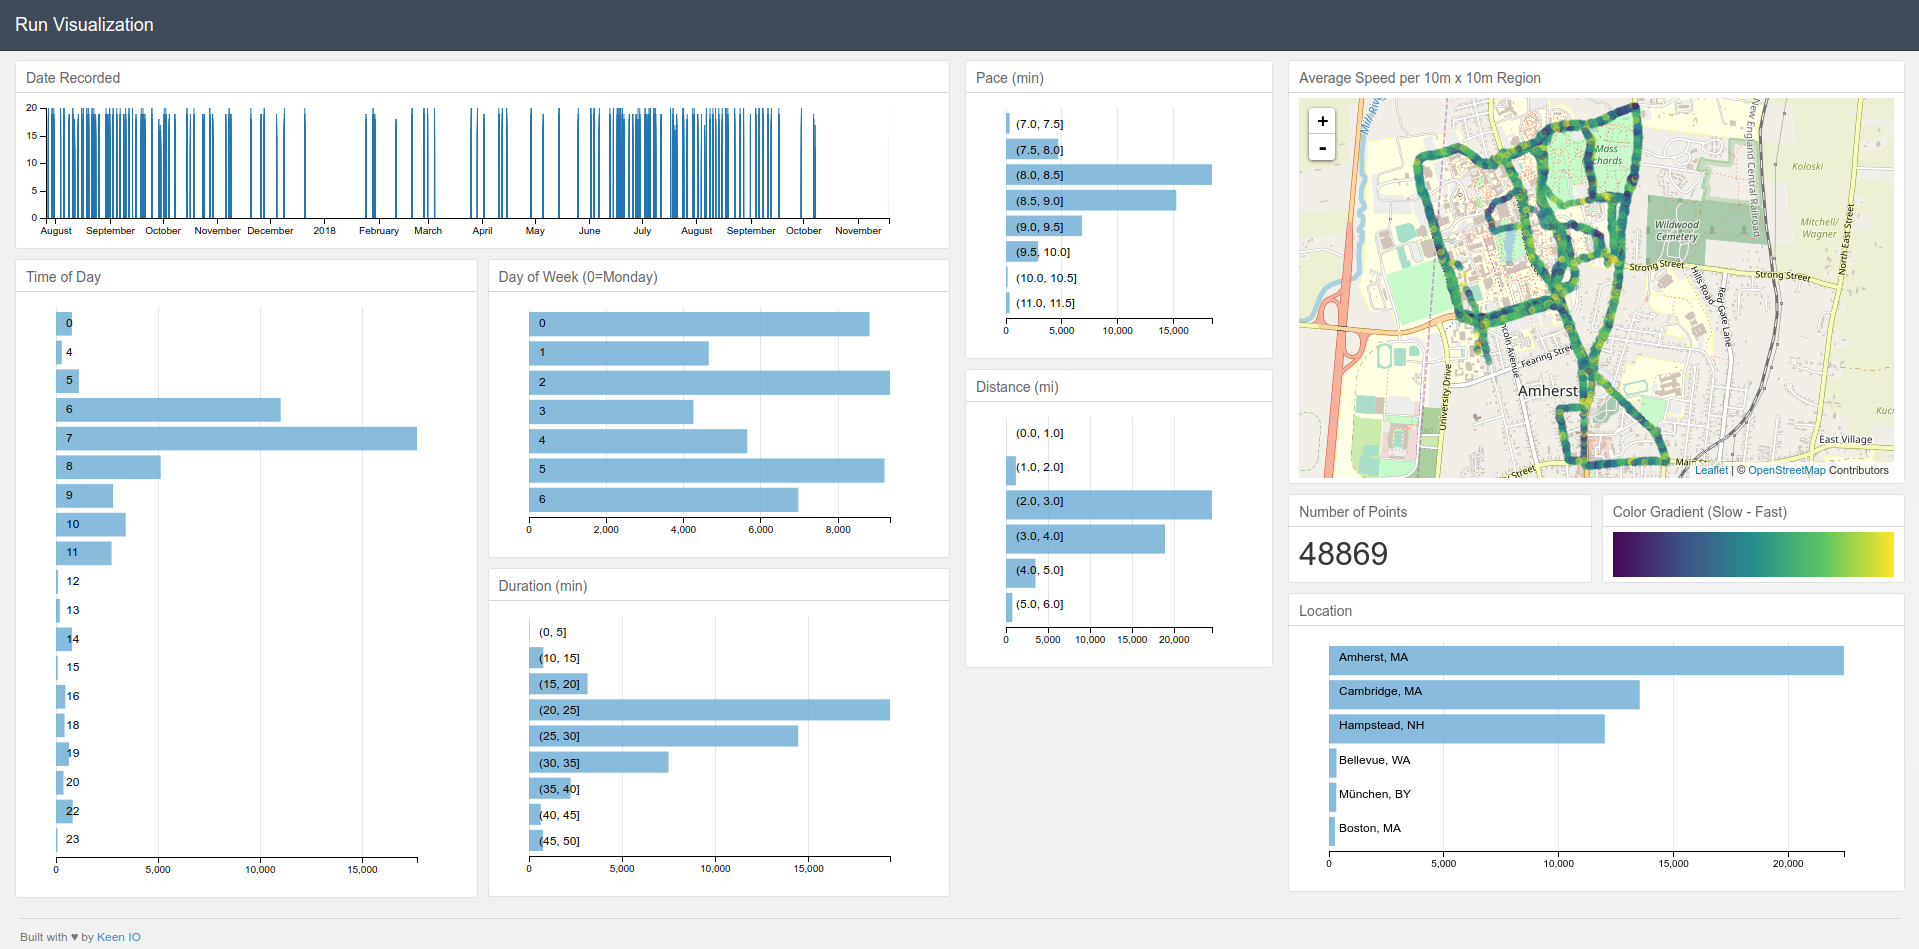 Run Visualization
Date Recorded
20
15
10
5
0
August September October November December 2018 February March April May June July August September October November
Time of Day
0
4
5
6
7
8
9
10
11
12
13
14
15
16
18
19
20
22
23
0 5,000 10,000 15,000
Day of Week (0=Monday)
0
1
2
3
4
5
6
0 2,000 4,000 6,000 8,000
Duration (min)
(0, 5]
(10, 15]
(15, 20]
(20, 25]
(25, 30]
(30, 35]
(35, 40]
(40, 45]
(45, 50]
0 5,000 10,000 15,000
Pace (min)
(7.0, 7.5]
(7.5, 8.0]
(8.0, 8.5]
(8.5, 9.0]
(9.0, 9.5]
(9.5, 10.0]
(10.0, 10.5]
(11.0, 11.5]
0 5,000 10,000 15,000
Distance (mi)
(0.0, 1.0]
(1.0, 2.0]
(2.0, 3.0]
(3.0, 4.0]
(4.0, 5.0]
(5.0, 6.0]
0 5,000 10,000 15,000 20,000
Average Speed per 10m x 10m Region
+
-
Mill River
New England Central Railroad
Mass
Koloski
Wildwood
Cemetery
Mitchell/
Wagner
North East Street
Strong Street
Strong Street
Hills Road
Red Gate Lane
Fearing Street
Amherst
University Drive
East Village
Leaflet | © OpenStreetMap Contributors
Number of Points
48869
Color Gradient (Slow - Fast)
Location
Amherst, MA
Cambridge, MA
Hampstead, NH
Bellevue, WA
München, BY
Boston, MA
0 5,000 10,000 15,000 20,000
Built with ♥ by Keen IO